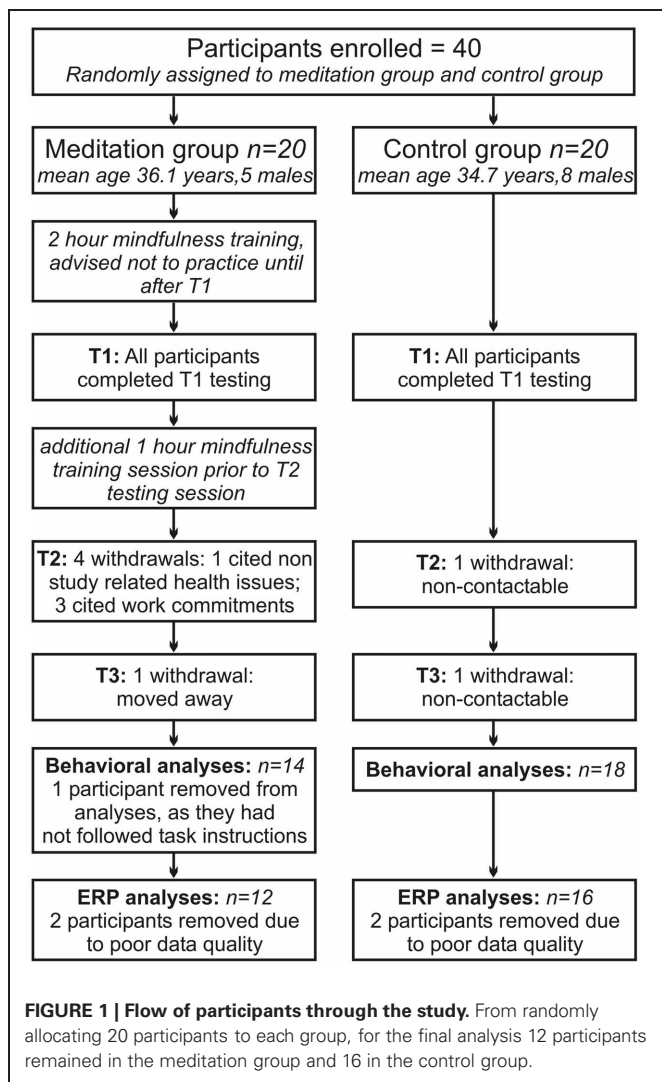 Participants enrolled = 40
Randomly assigned to meditation group and control group
Meditation group n=20
mean age 36.1 years,5 males
Control group n=20
mean age 34.7 years,8 males
2 hour mindfulness training,
advised not to practice until
after T1
T1: All participants
completed T1 testing
T1: All participants
completed T1 testing
additional 1 hour mindfulness
training session prior to T2
testing session
T2: 4 withdrawals: 1 cited non
study related health issues;
3 cited work commitments
T2: 1 withdrawal:
non-contactable
T3: 1 withdrawal:
moved away
T3: 1 withdrawal:
non-contactable
Behavioral analyses: n=14
1 participant removed from
analyses, as they had
not followed task instructions
Behavioral analyses: n=18
ERP analyses: n=12
2 participants removed due
to poor data quality
ERP analyses: n=16
2 participants removed due
to poor data quality
FIGURE 1 | Flow of participants through the study. From randomly
allocating 20 participants to each group, for the final analysis 12 participants
remained in the meditation group and 16 in the control group.